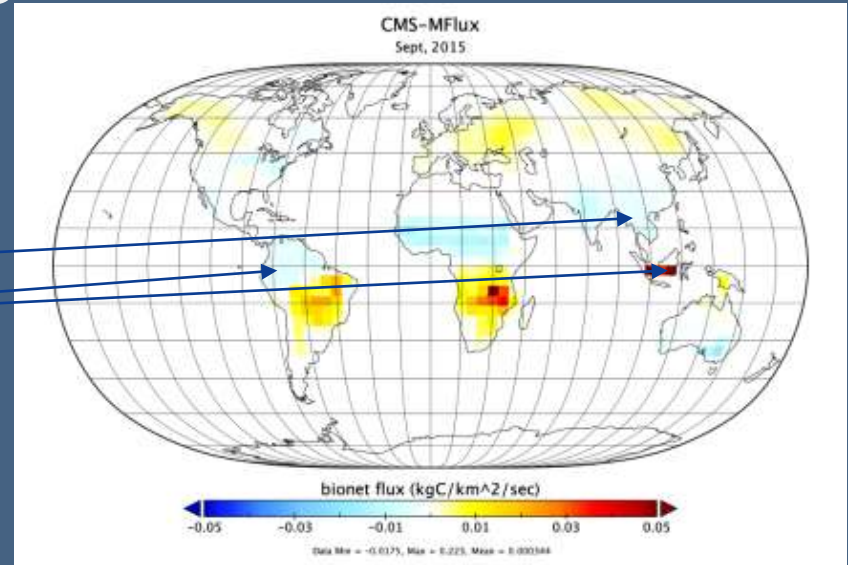 CMS-MFlux
Sept, 2015
bionet flux (kgC/km^2/sec)
-0.05 -0.03 -0.01 0.01 0.03 0.05
Data Min = -0.0175, Max = 0.223, Mean = 0.000344